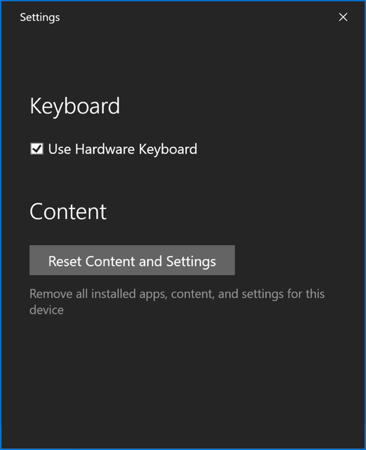 Settings
Keyboard
Use Hardware Keyboard
Content
Reset Content and Settings
Remove all installed apps, content, and settings for this
device